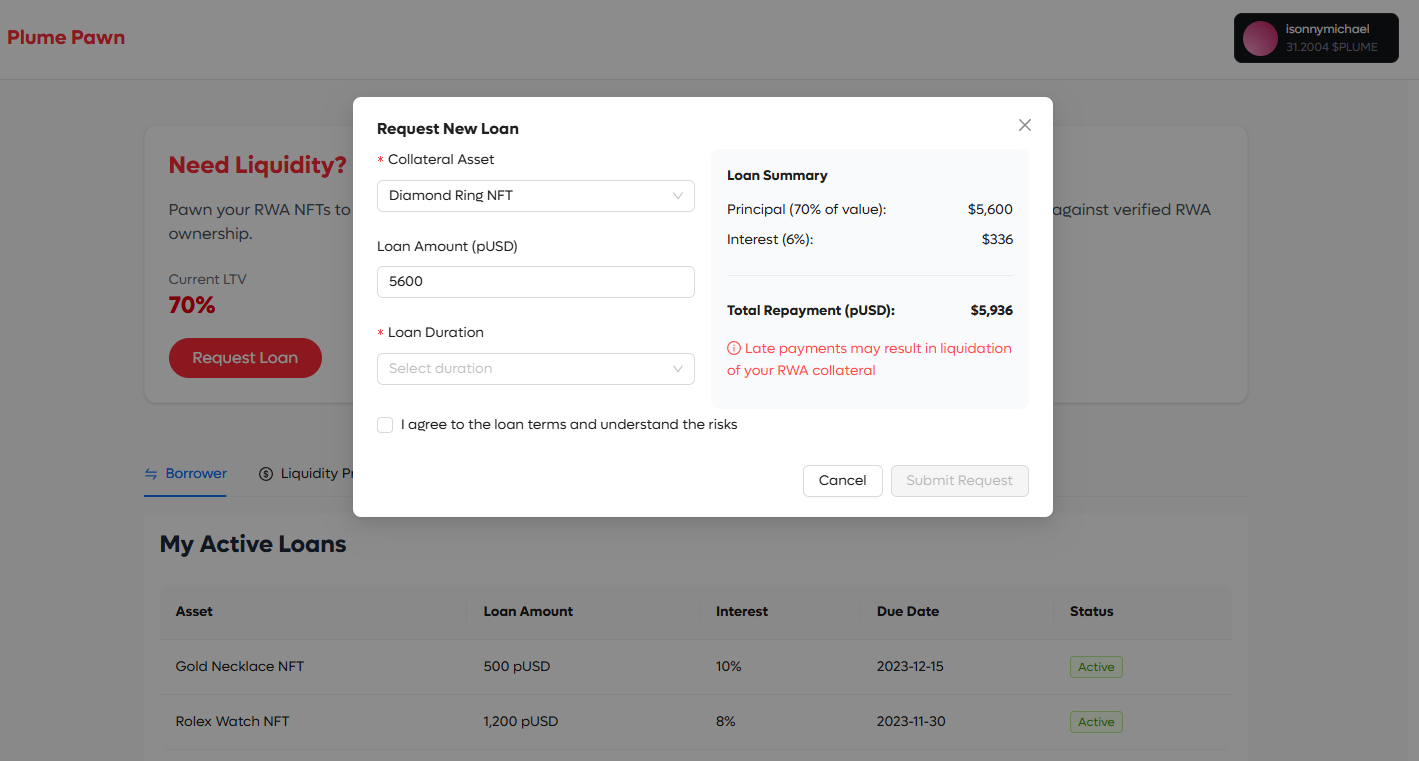 Plume Pawn
isonnymichael
31.2004 $PLUME
Need Liquidity?
Pawn your RWA NFTs to
against verified RWA
ownership.
Current LTV
70%
Request Loan
Request New Loan
* Collateral Asset
Diamond Ring NFT
Loan Amount (pUSD)
5600
* Loan Duration
Select duration
Loan Summary
Principal (70% of value): $5,600
Interest (6%): $336
Total Repayment (pUSD): $5,936
Late payments may result in liquidation
of your RWA collateral
I agree to the loan terms and understand the risks
Cancel
Submit Request
Borrower
Liquidity
My Active Loans
Asset Loan Amount Interest Due Date Status
Gold Necklace NFT 500 pUSD 10% 2023-12-15 Active
Rolex Watch NFT 1,200 pUSD 8% 2023-11-30 Active